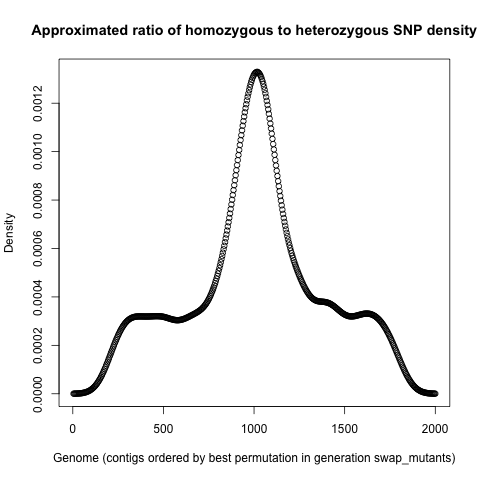 Approximated ratio of homozygous to heterozygous SNP density
Density
0.0012
0.0010
0.0008
0.0006
0.0004
0.0002
0.0000
0 500 1000 1500 2000
Genome (contigs ordered by best permutation in generation swap_mutants)